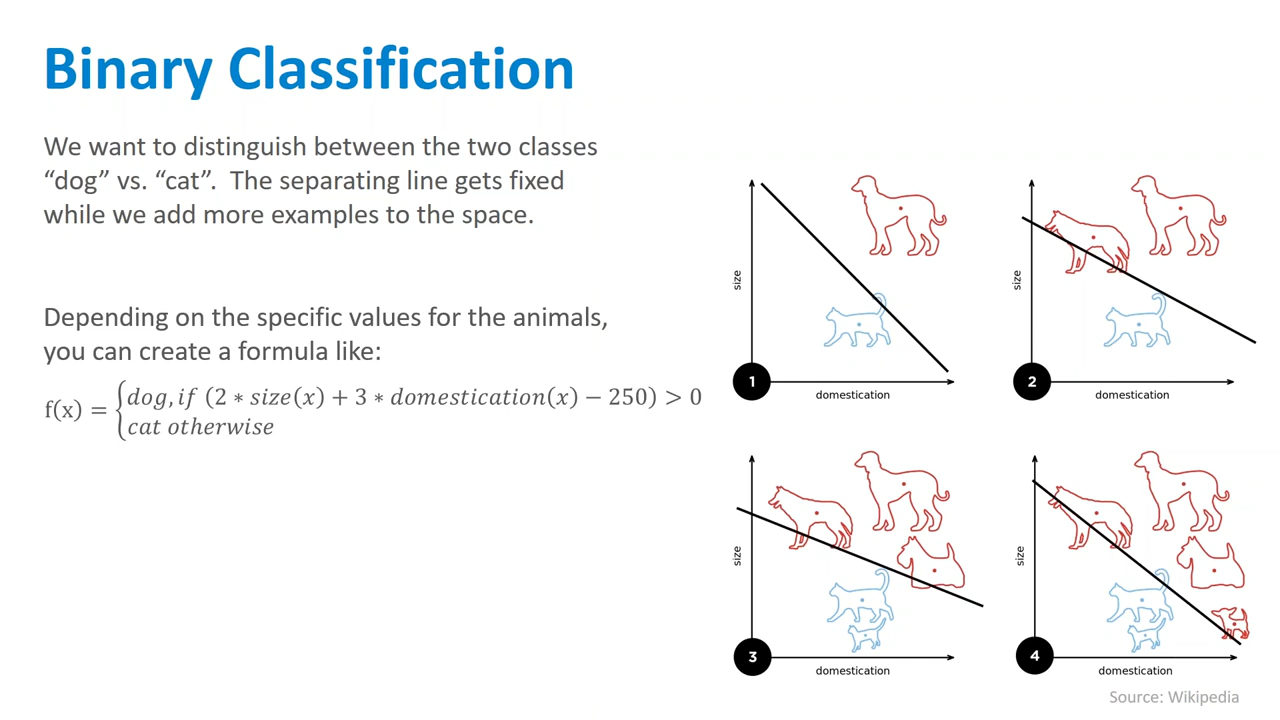 Binary Classification
We want to distinguish between the two classes
“dog” vs. “cat”.  The separating line gets fixed
while we add more examples to the space.
Depending on the specific values for the animals,
you can create a formula like:
f(x) = {dog, if (2 * size(x) + 3 * domestication(x) − 250) > 0
cat otherwise
size
1
domestication
size
2
domestication
size
3
domestication
size
4
domestication
Source: Wikipedia